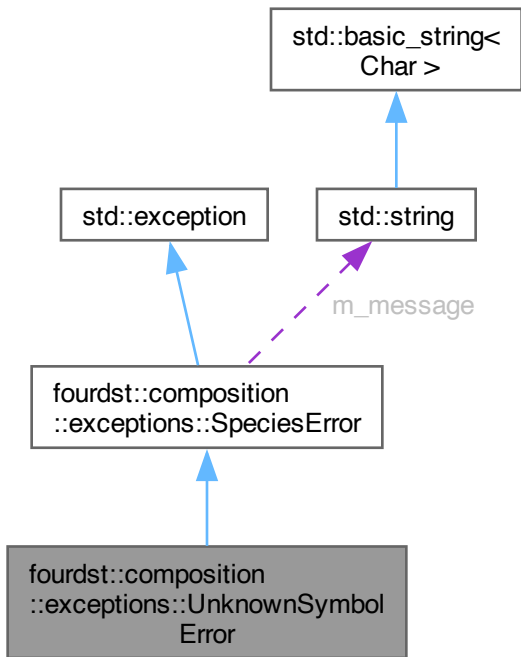 std::basic_string<
Char >
std::exception
std::string
m_message
fourdst::composition
::exceptions::SpeciesError
fourdst::composition
::exceptions::UnknownSymbol
Error